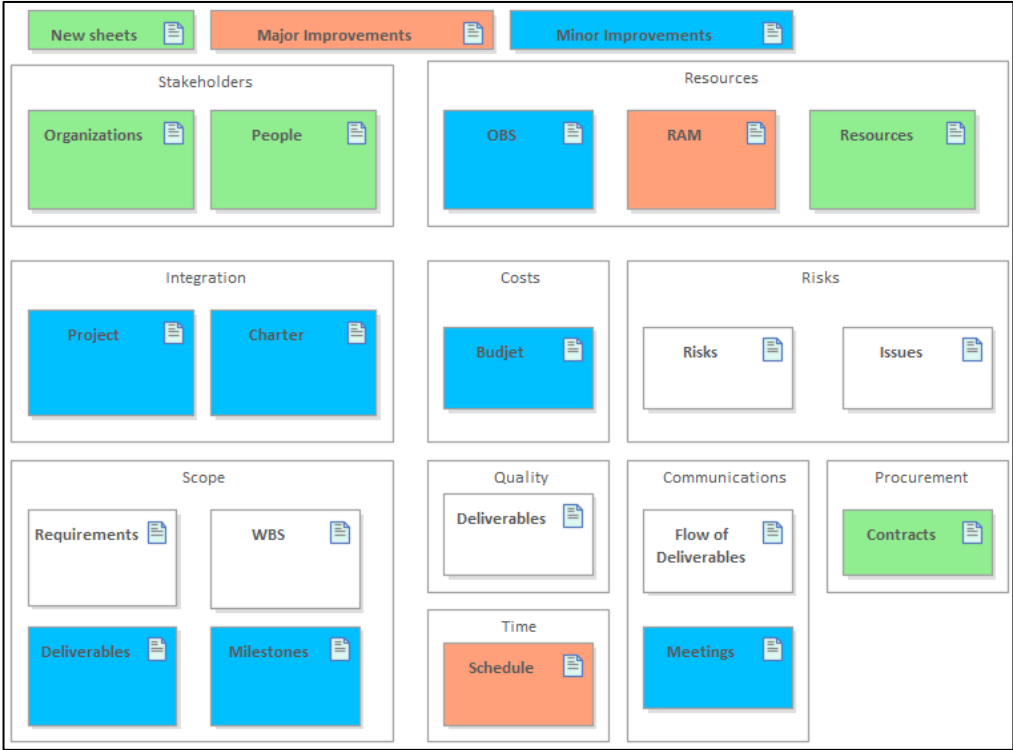 New sheets
Major Improvements
Minor Improvements
Stakeholders
Organizations
People
Resources
OBS
RAM
Resources
Integration
Project
Charter
Costs
Budjet
Risks
Risks
Issues
Scope
Requirements
WBS
Deliverables
Milestones
Quality
Deliverables
Time
Schedule
Communications
Flow of
Deliverables
Meetings
Procurement
Contracts